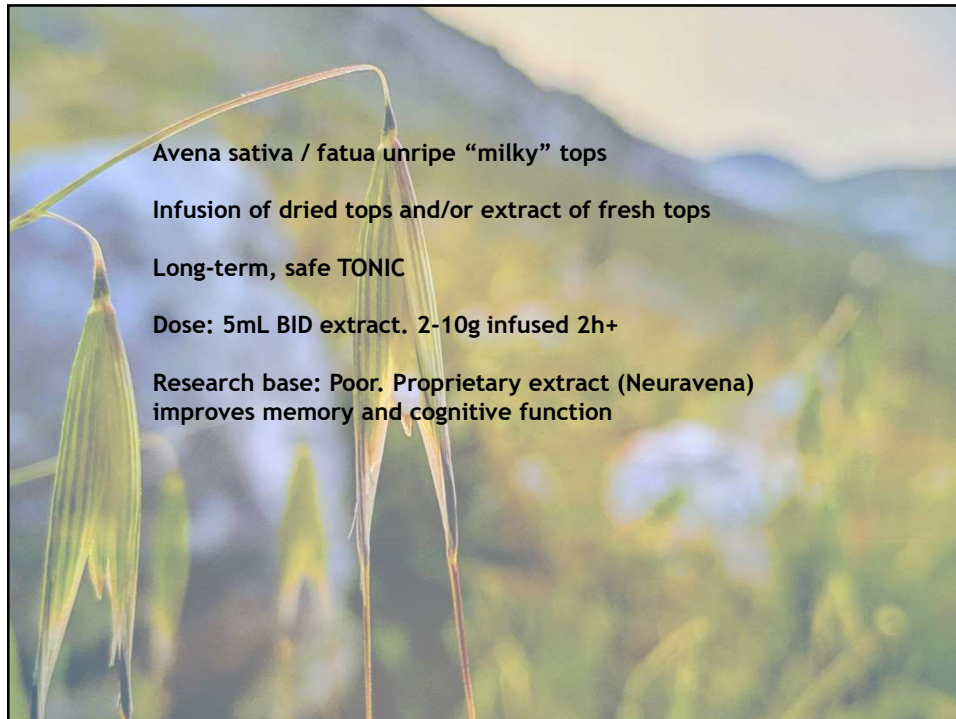 Avena sativa / fatua unripe “milky” tops
Infusion of dried tops and/or extract of fresh tops
Long-term, safe TONIC
Dose: 5mL BID extract. 2-10g infused 2h+
Research base: Poor. Proprietary extract (Neuravena)
improves memory and cognitive function